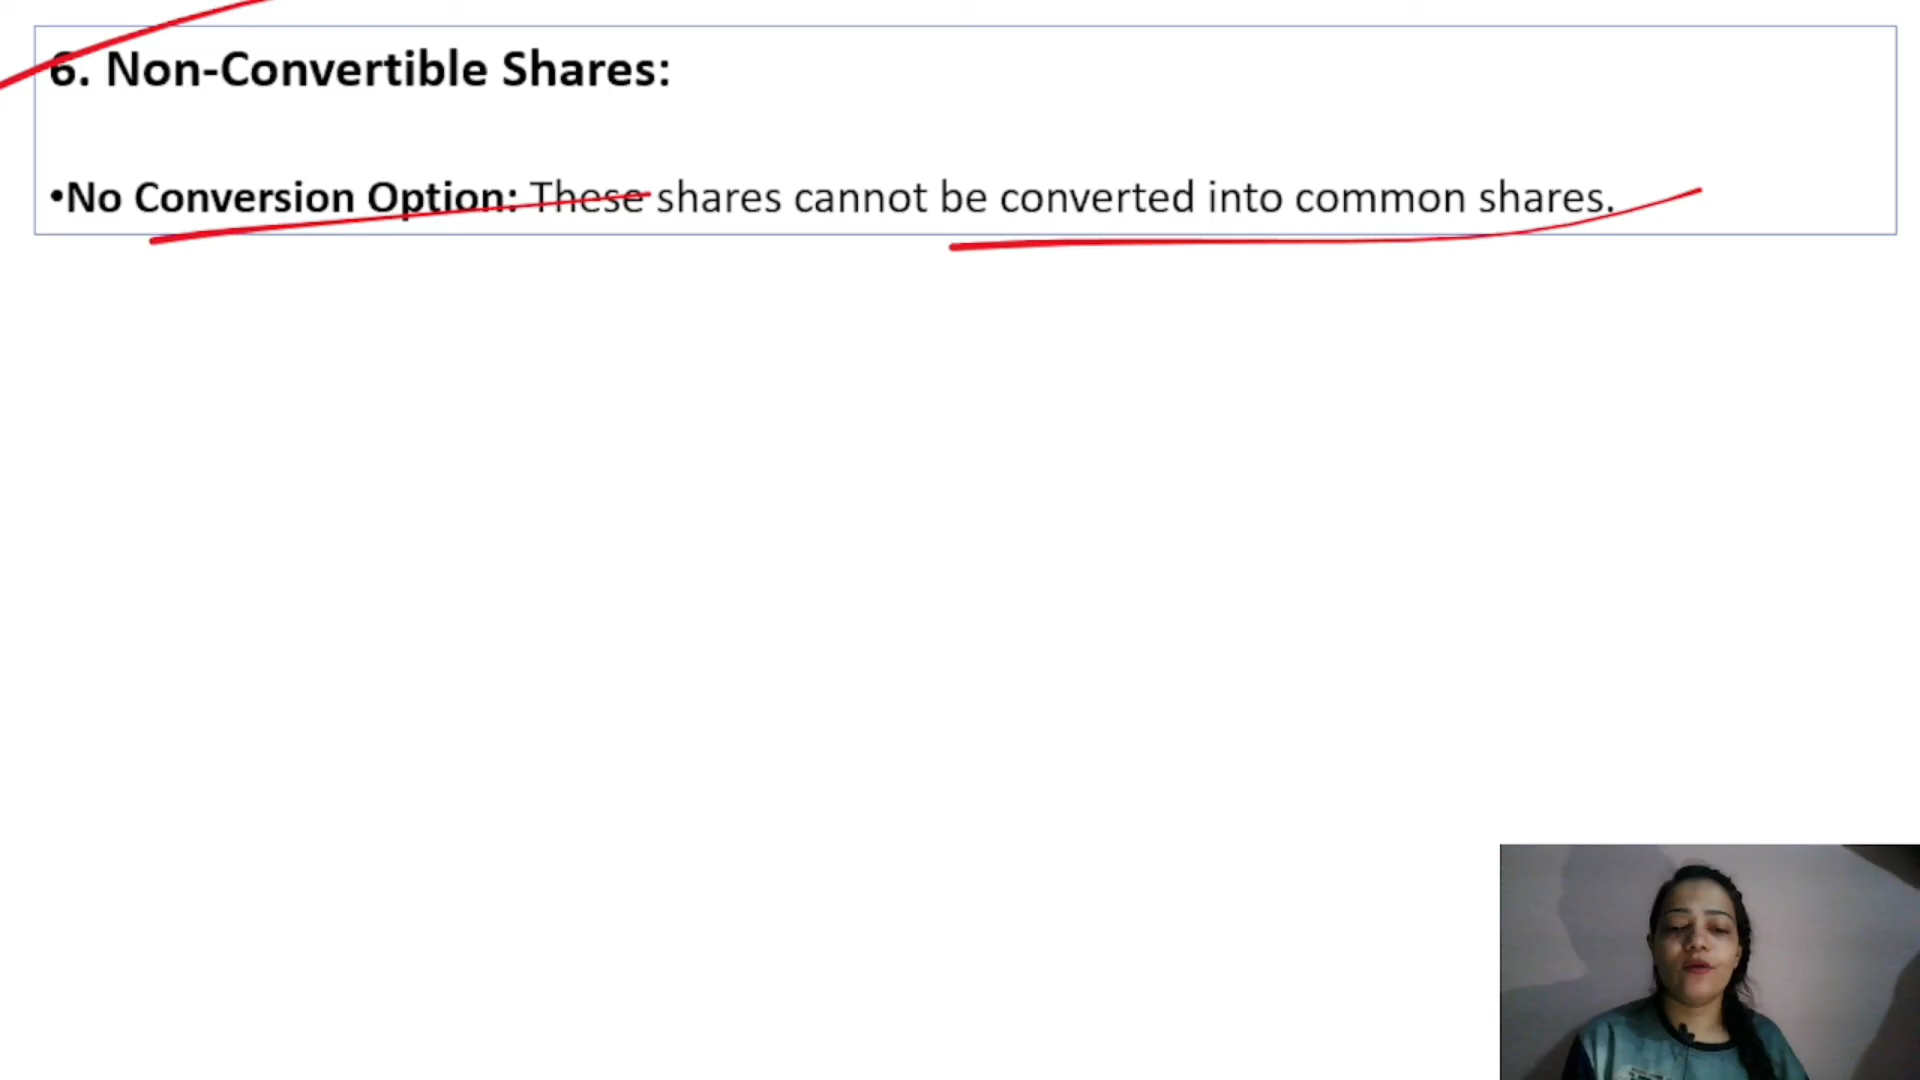 6. Non-Convertible Shares:
•No Conversion Option: These shares cannot be converted into common shares.